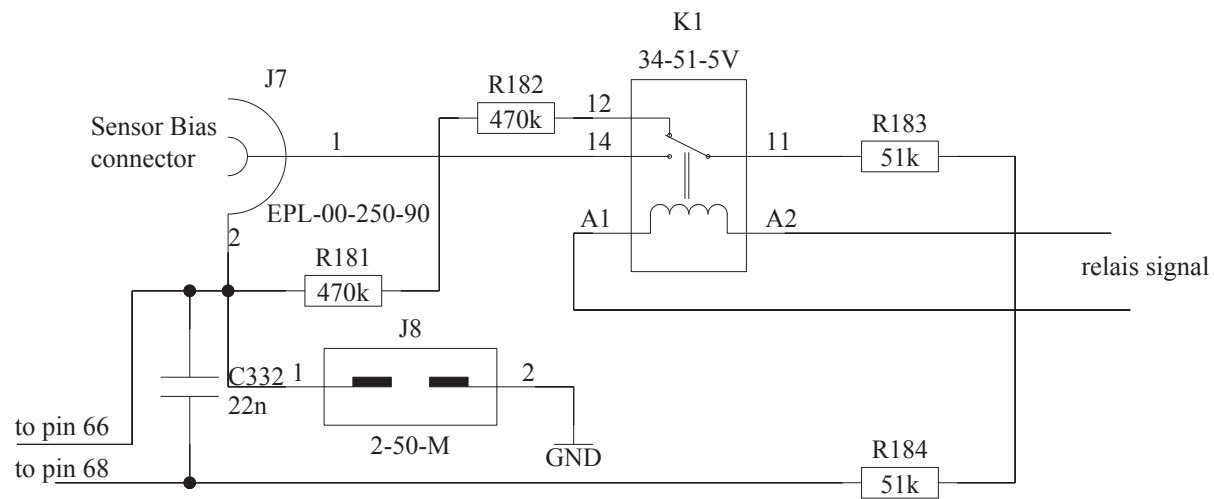 K1
34-51-5V
J7
R182
470k
12
Sensor Bias
connector
1
14
11
R183
51k
EPL-00-250-90
A1
A2
2
R181
470k
relais signal
J8
C332
22n
1
2
2-50-M
GND
to pin 66
to pin 68
R184
51k